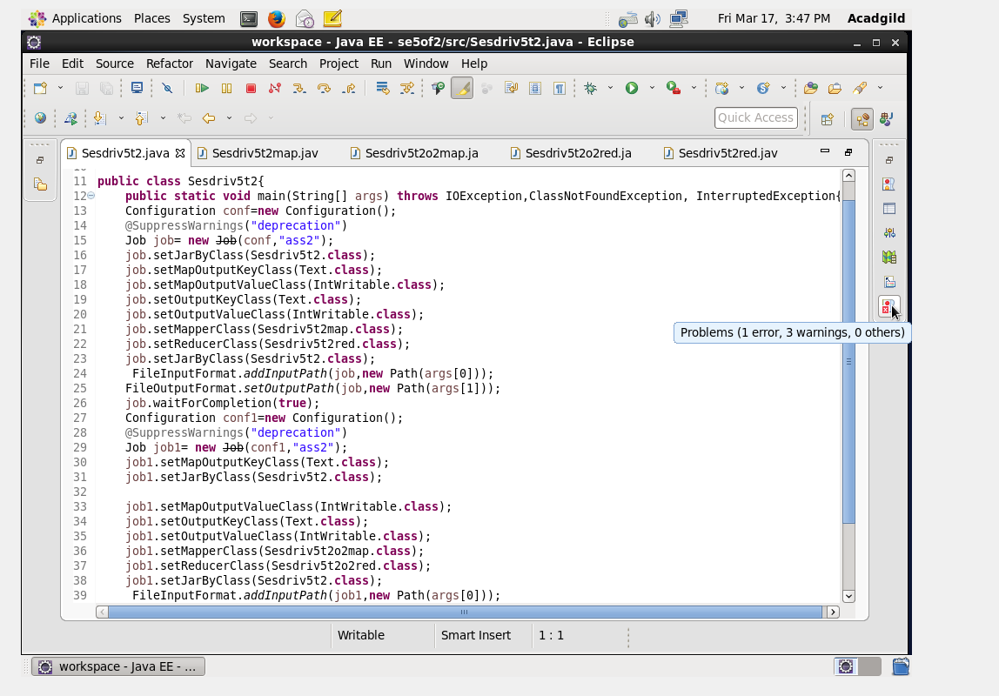 Applications Places System Fri Mar 17, 3:47 PM Acadgild
workspace - Java EE - se5of2/src/Sesdriv5t2.java - Eclipse
File Edit Source Refactor Navigate Search Project Run Window Help
Quick Access
Sesdriv5t2.java Sesdriv5t2map.jav Sesdriv5t2o2map.ja Sesdriv5t2o2red.ja Sesdriv5t2red.jav
11 public class Sesdriv5t2{
12 public static void main(String[] args) throws IOException,ClassNotFoundException, InterruptedException{
13 Configuration conf=new Configuration();
14 @SuppressWarnings("deprecation")
15 Job job= new Job(conf,"ass2");
16 job.setJarByClass(Sesdriv5t2.class);
17 job.setMapOutputKeyClass(Text.class);
18 job.setMapOutputValueClass(IntWritable.class);
19 job.setOutputKeyClass(Text.class);
20 job.setOutputValueClass(IntWritable.class);
21 job.setMapperClass(Sesdriv5t2map.class);
22 job.setReducerClass(Sesdriv5t2red.class);
23 job.setJarByClass(Sesdriv5t2.class);
24 FileInputFormat.addInputPath(job,new Path(args[0]));
25 FileOutputFormat.setOutputPath(job,new Path(args[1]));
26 job.waitForCompletion(true);
27 Configuration conf1=new Configuration();
28 @SuppressWarnings("deprecation")
29 Job job1= new Job(conf1,"ass2");
30 job1.setMapOutputKeyClass(Text.class);
31 job1.setJarByClass(Sesdriv5t2.class);
32
33 job1.setMapOutputValueClass(IntWritable.class);
34 job1.setOutputKeyClass(Text.class);
35 job1.setOutputValueClass(IntWritable.class);
36 job1.setMapperClass(Sesdriv5t2o2map.class);
37 job1.setReducerClass(Sesdriv5t2o2red.class);
38 job1.setJarByClass(Sesdriv5t2.class);
39 FileInputFormat.addInputPath(job1,new Path(args[0]));
Problems (1 error, 3 warnings, 0 others)
Writable Smart Insert 1 : 1
workspace - Java EE - ...